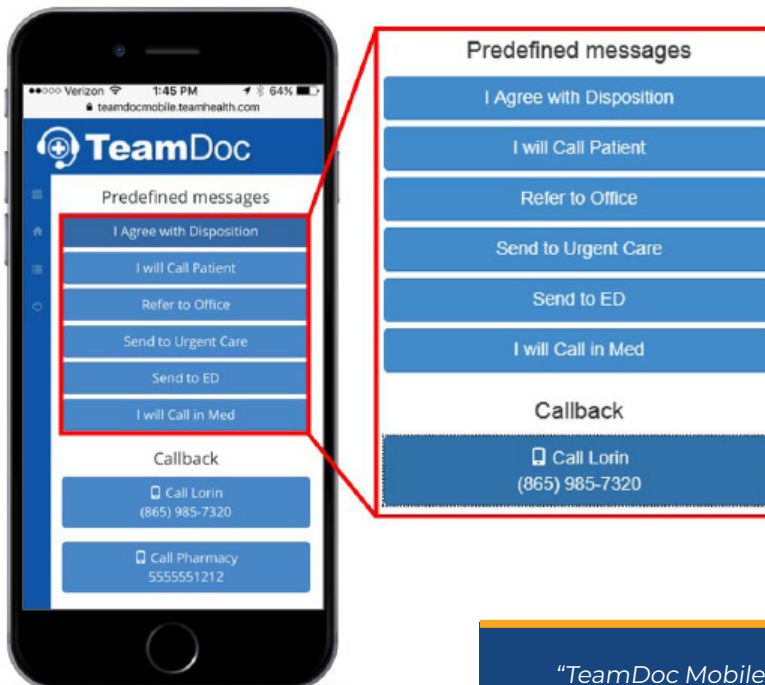 ●●○○○ Verizon 1:45 PM 64%
teamdocmobile.teamhealth.com
TeamDoc
Predefined messages
I Agree with Disposition
I will Call Patient
Refer to Office
Send to Urgent Care
Send to ED
I will Call in Med
Callback
Call Lorin
(865) 985-7320
Call Pharmacy
5555551212
Predefined messages
I Agree with Disposition
I will Call Patient
Refer to Office
Send to Urgent Care
Send to ED
I will Call in Med
Callback
Call Lorin
(865) 985-7320
“TeamDoc Mobile